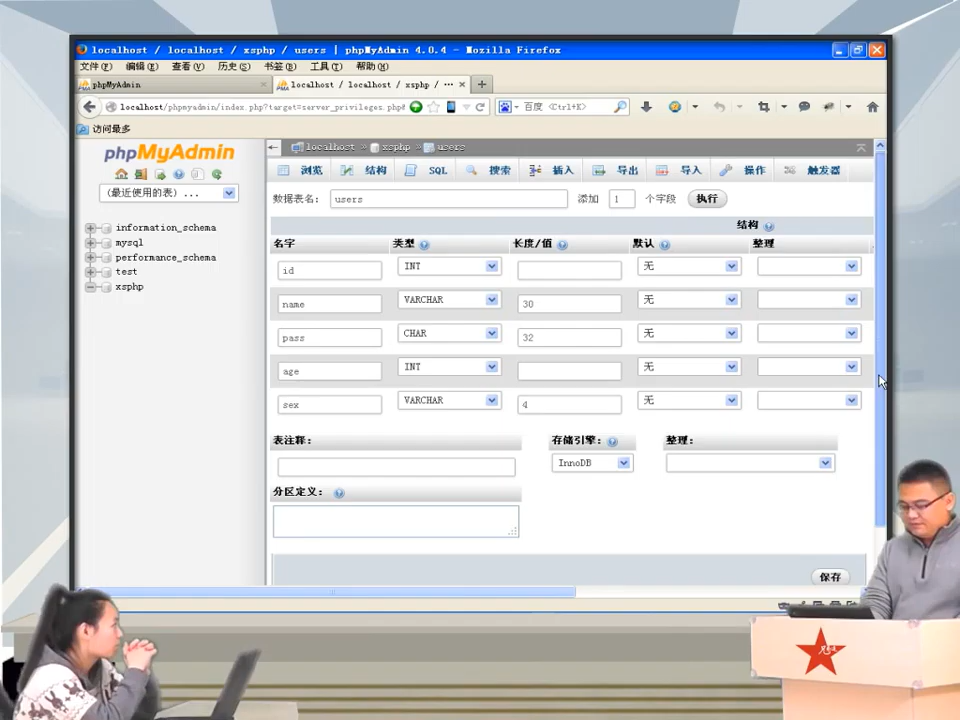 localhost / localhost / xsphp / users | phpMyAdmin 4.0.4 - Mozilla Firefox
文件(F) 编辑(E) 查看(V) 历史(S) 书签(B) 工具(T) 帮助(H)
phpMyAdmin × localhost / localhost / xsphp / ... × +
localhost/phpmyadmin/index.php?target=server_privileges.php& 百度 <Ctrl+K>
访问最多
phpMyAdmin
(最近使用的表) ...
information_schema
mysql
performance_schema
test
xsphp
localhost » xsphp » users
浏览 结构 SQL 搜索 插入 导出 导入 操作 触发器
数据表名: users 添加 1 个字段 执行
结构
名字 类型 长度/值 默认 整理
id INT 无
name VARCHAR 30 无
pass CHAR 32 无
age INT 无
sex VARCHAR 4 无
表注释: 存储引擎: 整理:
InnoDB
分区定义:
保存